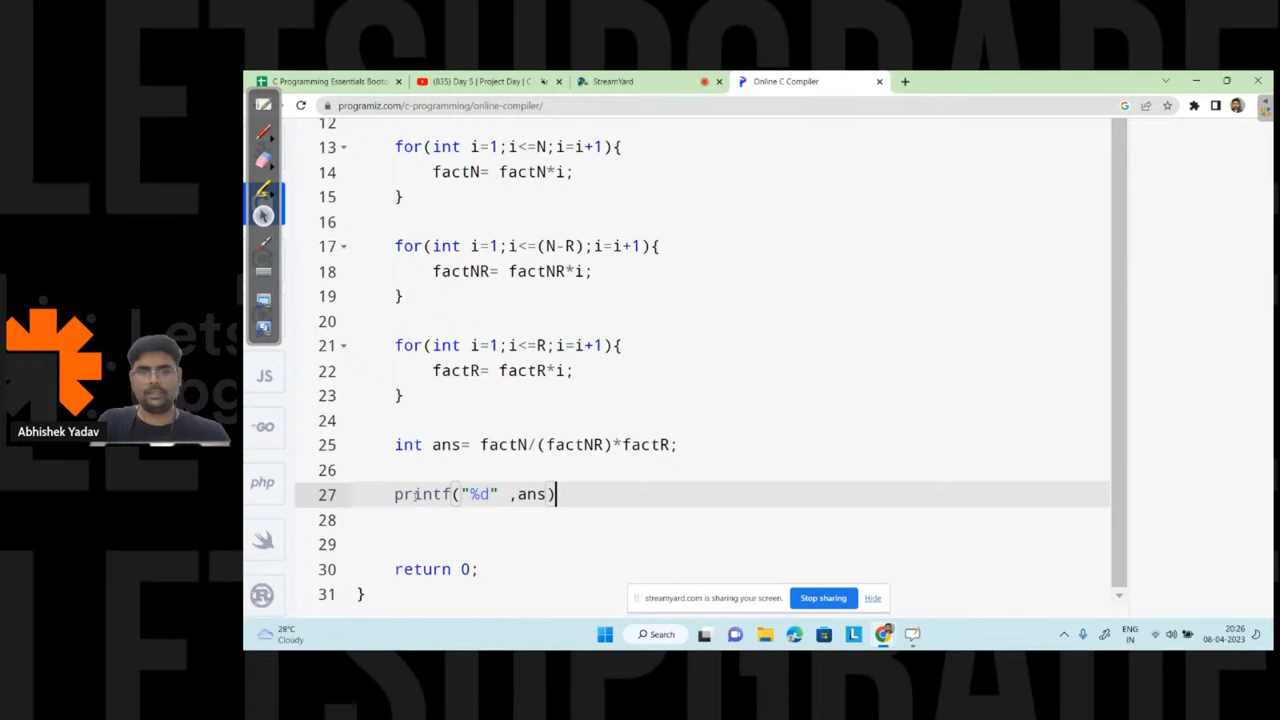 LETSUPGRADE
C Programming Essentials Bootc
(835) Day 5 | Project Day | C
StreamYard
Online C Compiler
programiz.com/c-programming/online-compiler/
12
13 for(int i=1;i<=N;i=i+1){
14 factN= factN*i;
15 }
16
17 for(int i=1;i<=(N-R);i=i+1){
18 factNR= factNR*i;
19 }
20
21 for(int i=1;i<=R;i=i+1){
22 factR= factR*i;
23 }
24
25 int ans= factN/(factNR)*factR;
26
27 printf("%d" ,ans)
28
29
30 return 0;
31 }
JS
GO
php
Lets
Abhishek Yadav
streamyard.com is sharing your screen.
Stop sharing
Hide
28°C
Cloudy
Search
L
ENG
IN
20:26
08-04-2023
LETSUPGRADE